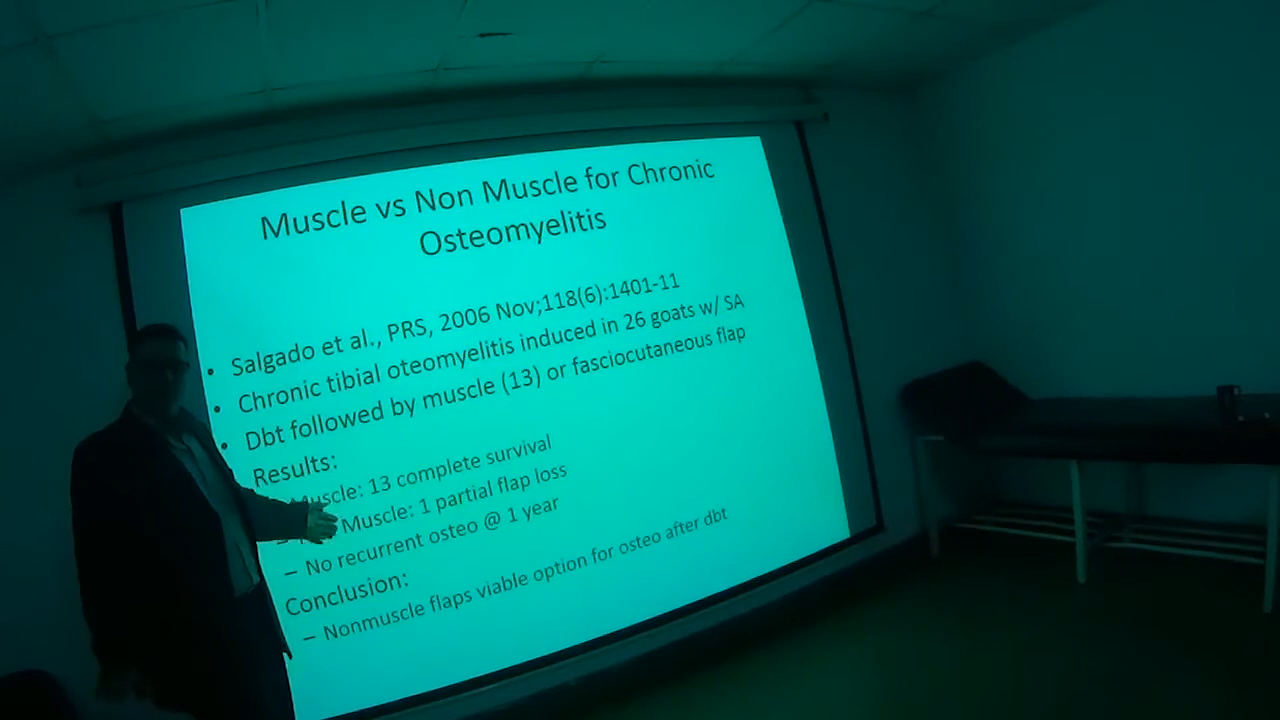 Muscle vs Non Muscle for Chronic
Osteomyelitis
• Salgado et al., PRS, 2006 Nov;118(6):1401-11
• Chronic tibial oteomyelitis induced in 26 goats w/ SA
• Dbt followed by muscle (13) or fasciocutaneous flap
Results:
Muscle: 13 complete survival
– Muscle: 1 partial flap loss
– No recurrent osteo @ 1 year
Conclusion:
– Nonmuscle flaps viable option for osteo after dbt